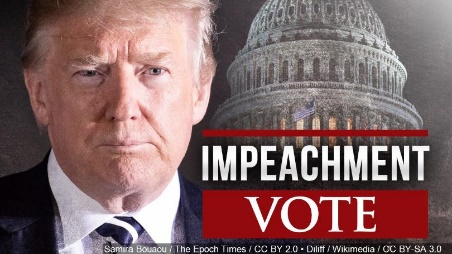 IMPEACHMENT
VOTE
Samira Bouaou / The Epoch Times / CC BY 2.0 • Diliff / Wikimedia / CC BY-SA 3.0